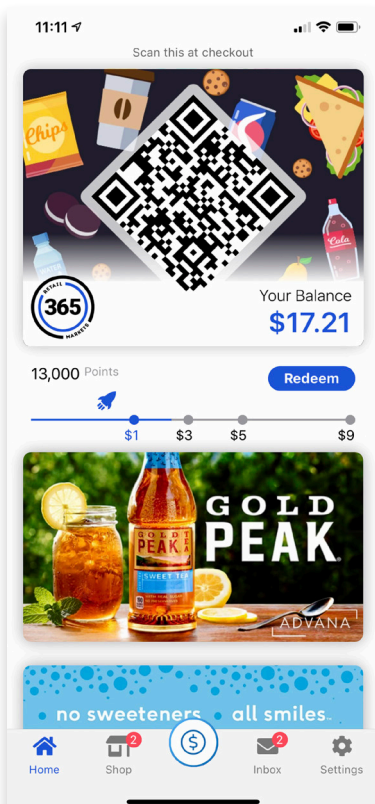 11:11
Scan this at checkout
Chips
Cola
RETAIL
365
MARKETS
Your Balance
$17.21
13,000 Points
Redeem
$1 $3 $5 $9
GOLD
PEAK
GOLD
PEAK TEA
SWEET TEA
ADVANA
no sweeteners all smiles
2 $ 2
Home Shop Inbox Settings